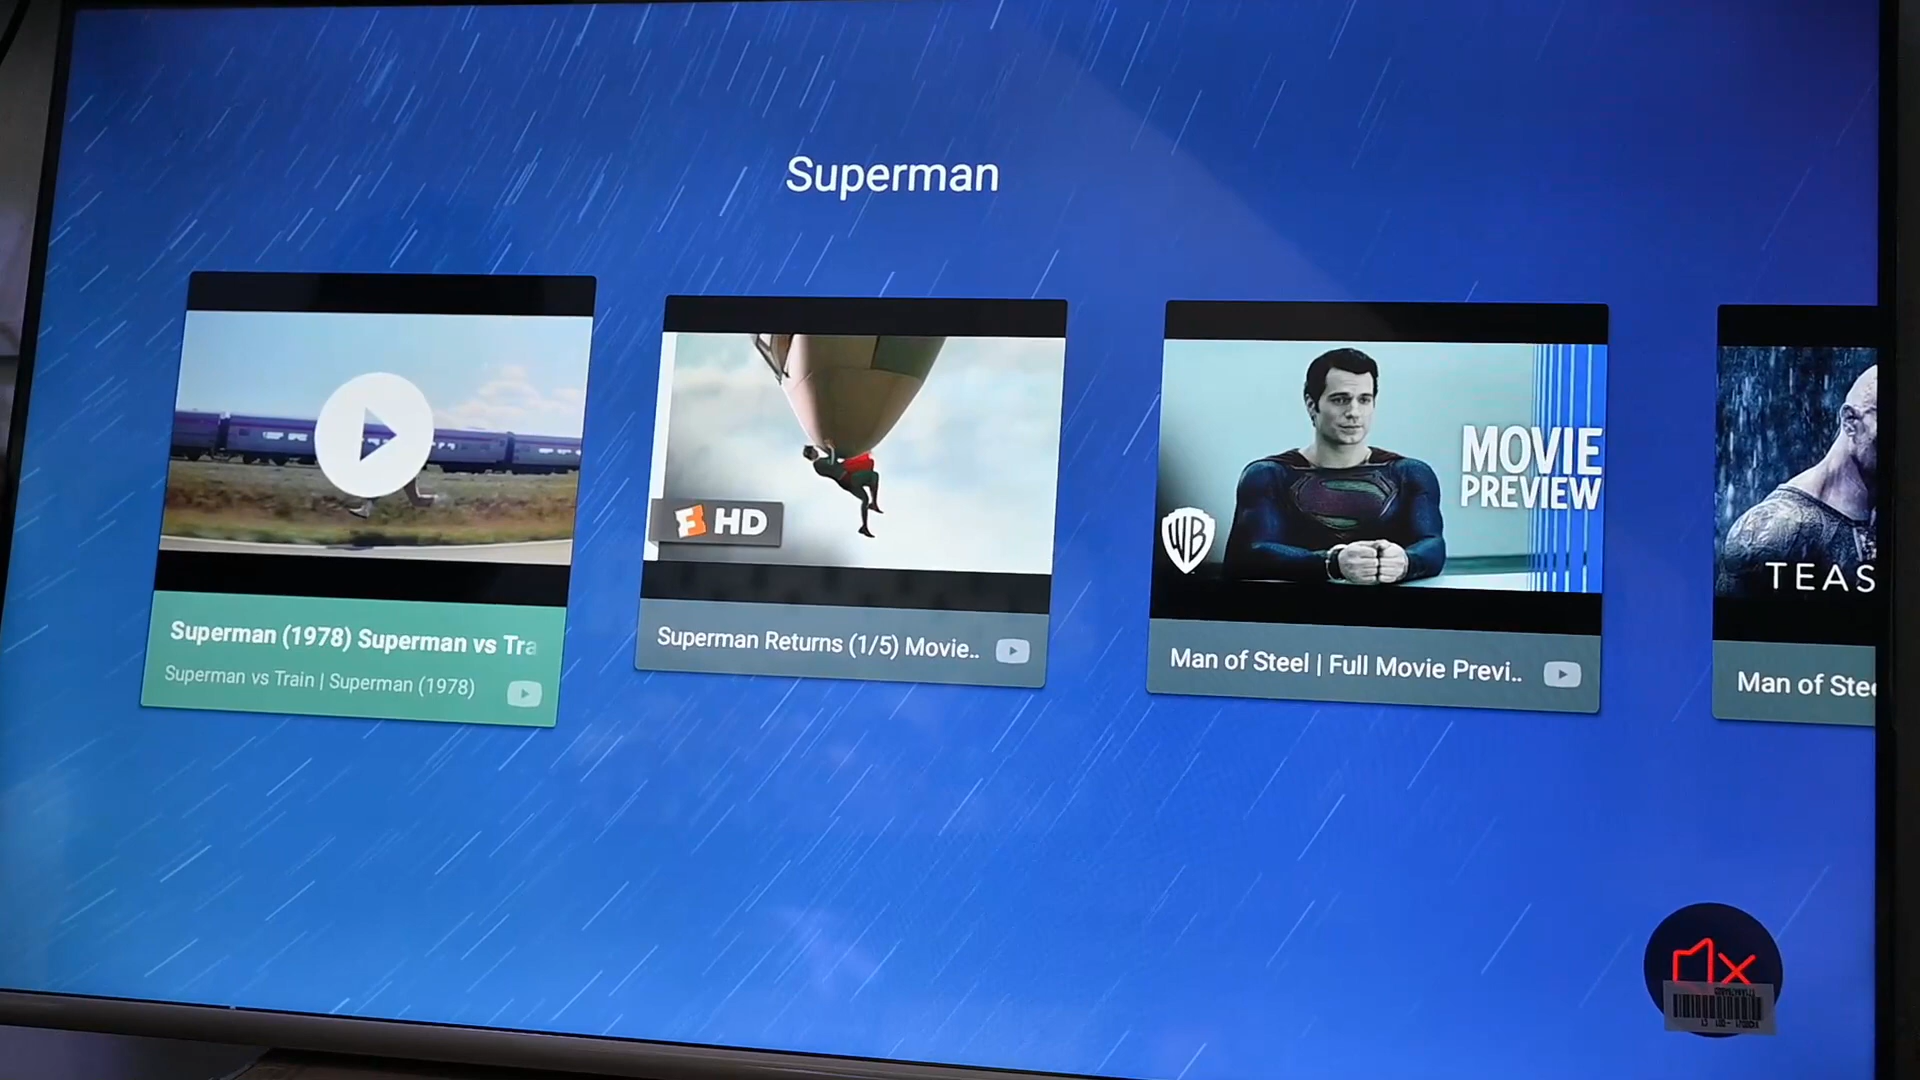 Superman
HD
MOVIE
PREVIEW
WB
TEAS
Superman (1978) Superman vs Tra
Superman vs Train | Superman (1978)
Superman Returns (1/5) Movie..
Man of Steel | Full Movie Previ..
Man of Stee